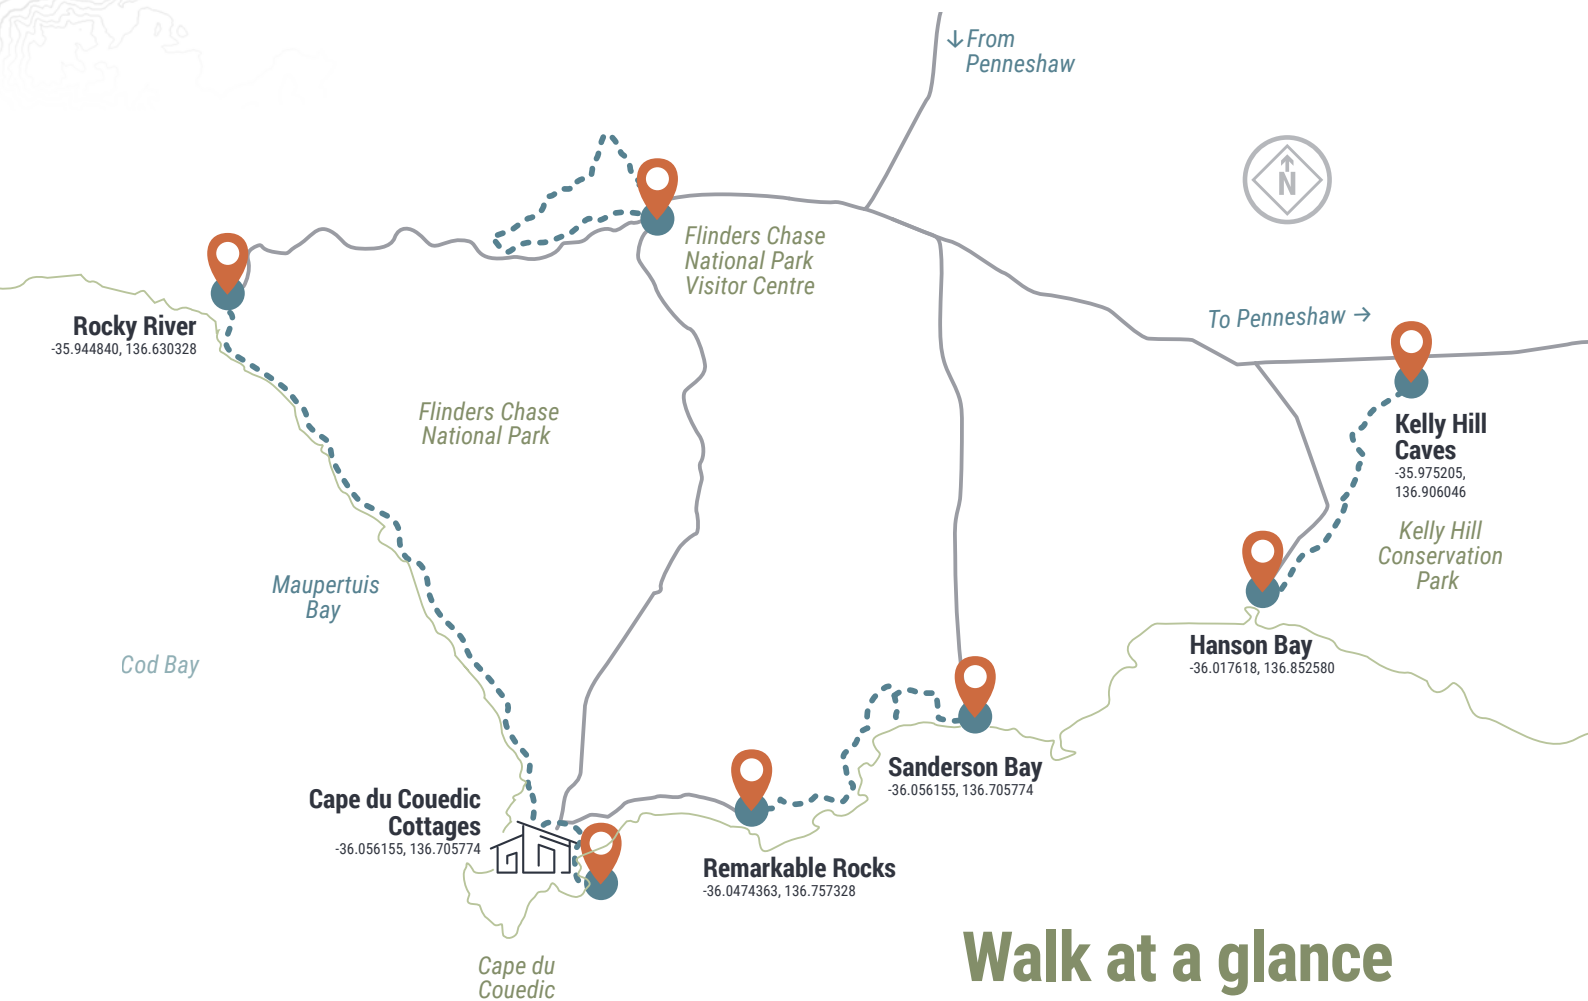 ↓From
Penneshaw
N
Flinders Chase
National Park
Visitor Centre
Rocky River
-35.944840, 136.630328
To Penneshaw →
Flinders Chase
National Park
Kelly Hill
Caves
-35.975205,
136.906046
Kelly Hill
Conservation
Park
Maupertuis
Bay
Cod Bay
Hanson Bay
-36.017618, 136.852580
Sanderson Bay
-36.056155, 136.705774
Cape du Couedic
Cottages
-36.056155, 136.705774
Remarkable Rocks
-36.0474363, 136.757328
Cape du
Couedic
Walk at a glance